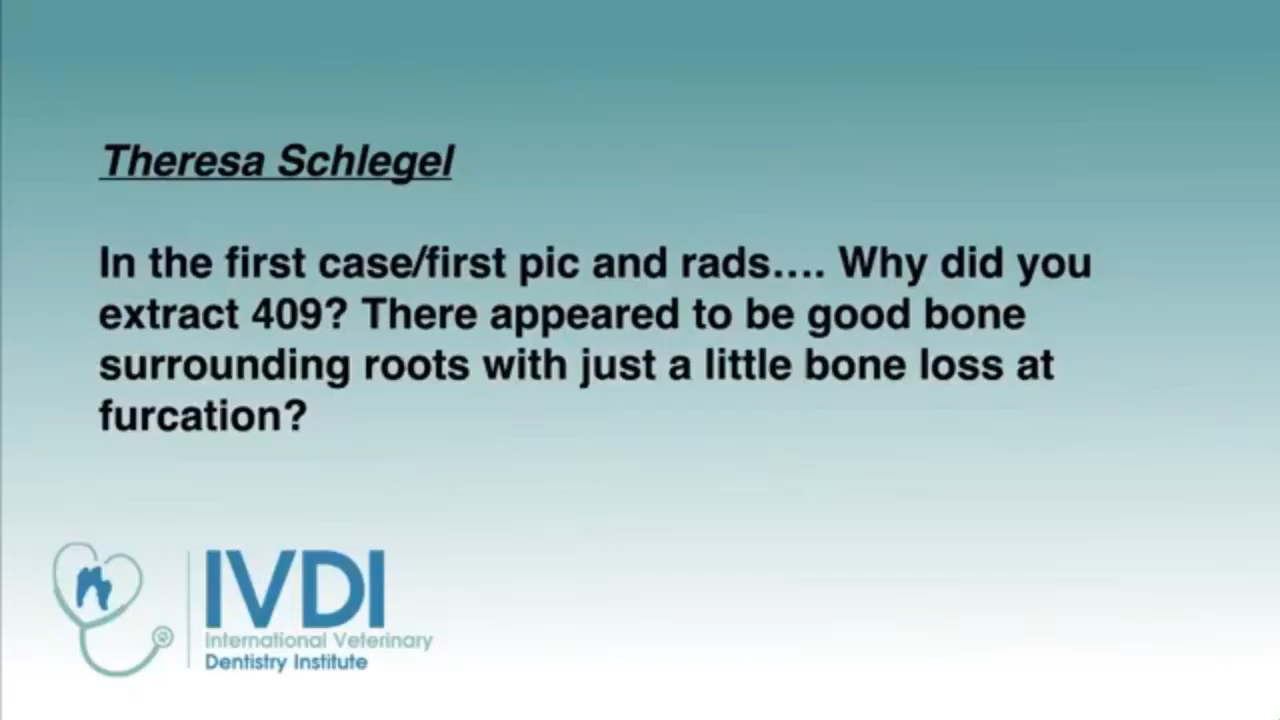 Theresa Schlegel
In the first case/first pic and rads.... Why did you
extract 409? There appeared to be good bone
surrounding roots with just a little bone loss at
furcation?
IVDI
International Veterinary
Dentistry Institute